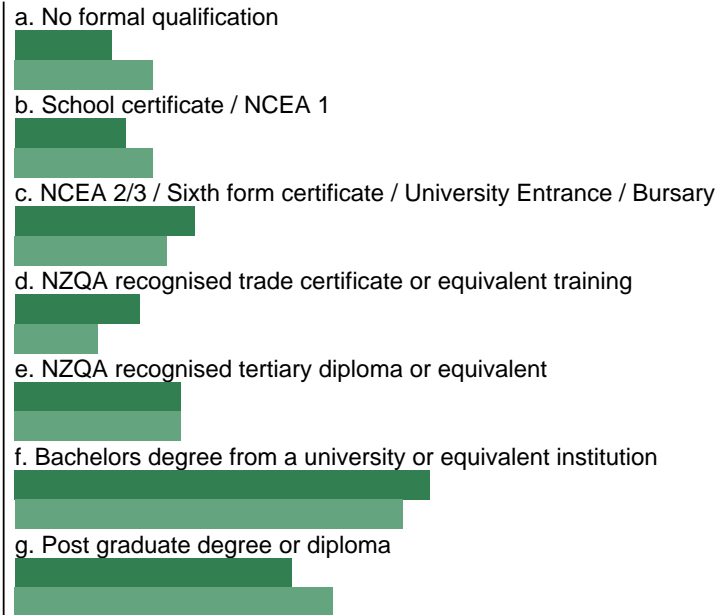 a. No formal qualification
b. School certificate / NCEA 1
c. NCEA 2/3 / Sixth form certificate / University Entrance / Bursary
d. NZQA recognised trade certificate or equivalent training
e. NZQA recognised tertiary diploma or equivalent
f. Bachelors degree from a university or equivalent institution
g. Post graduate degree or diploma